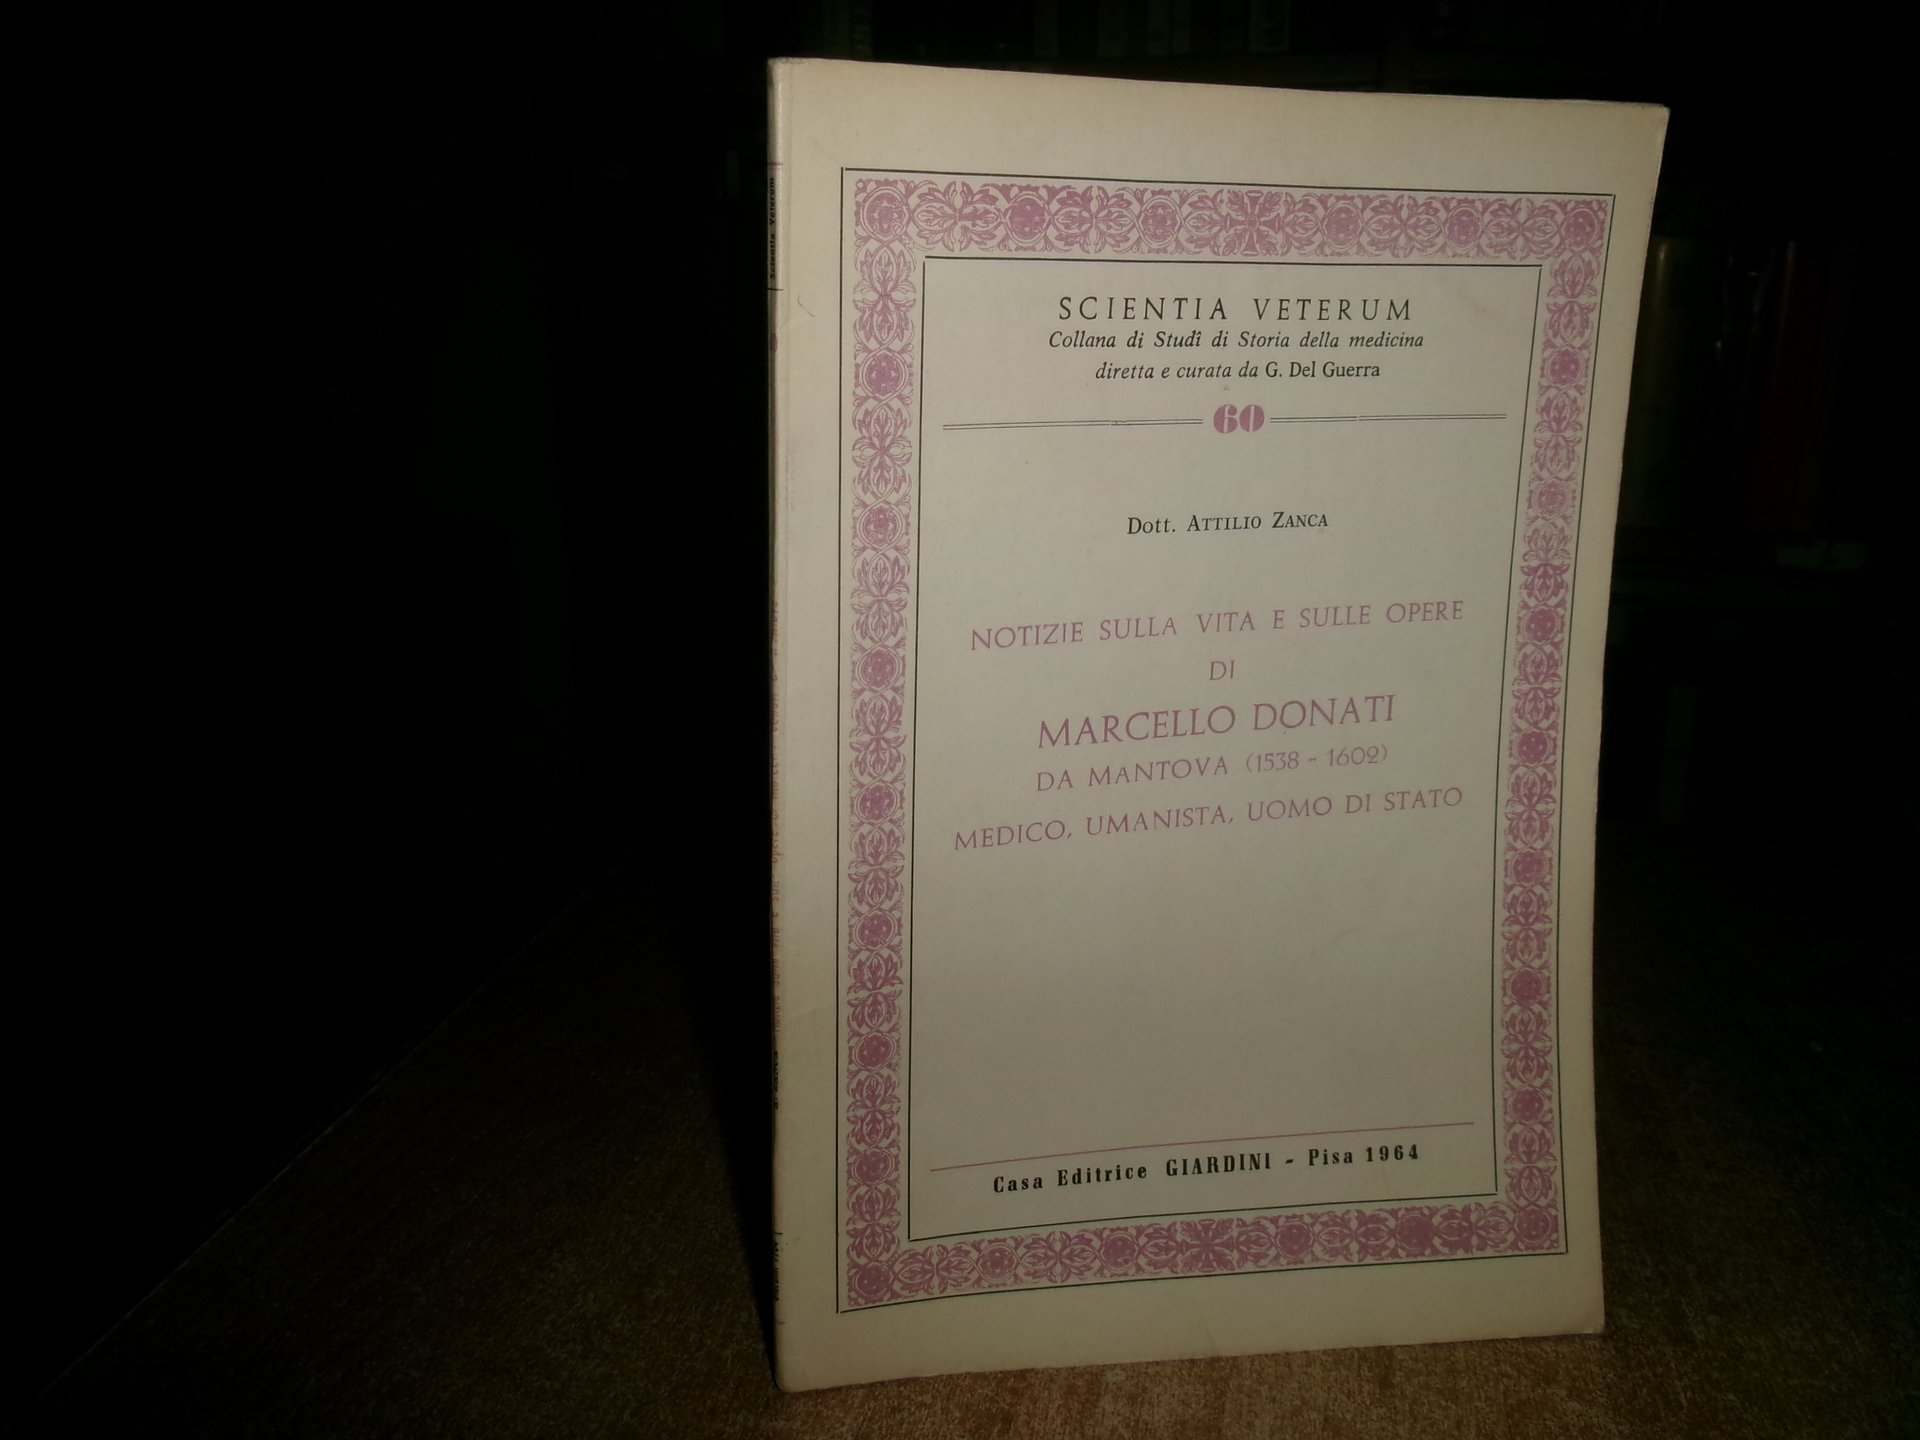 SCIENTIA VETERUM
Collana di Studî di Storia della medicina
diretta e curata da G. Del Guerra
60
Dott. ATTILIO ZANCA
NOTIZIE SULLA VITA E SULLE OPERE
DI
MARCELLO DONATI
DA MANTOVA (1538 - 1602)
MEDICO, UMANISTA, UOMO DI STATO
Casa Editrice GIARDINI - Pisa 1964
Scientia Veterum